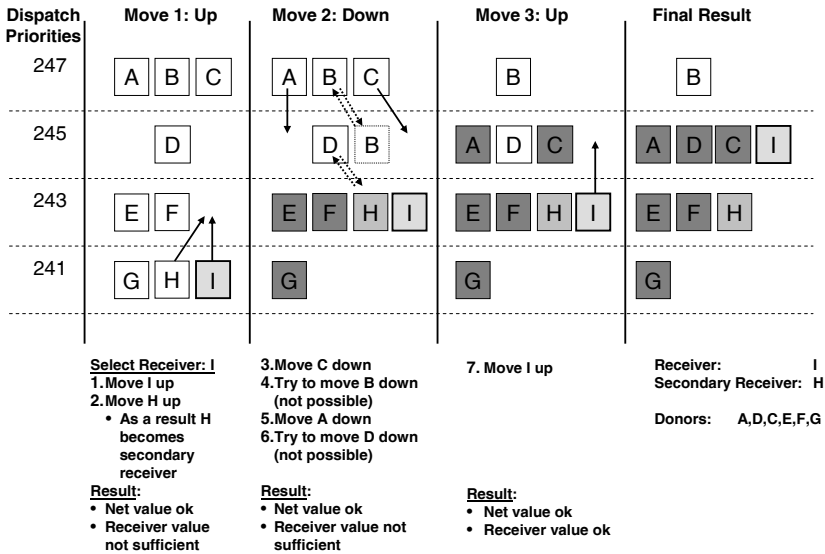 Dispatch Priorities
Move 1: Up
Move 2: Down
Move 3: Up
Final Result
247
A B C
A B C
B
B
245
D
D B
A D C
A D C I
243
E F
E F H I
E F H I
E F H
241
G H I
G
G
G
Select Receiver: I
1.Move I up
2.Move H up
• As a result H
becomes
secondary
receiver
Result:
• Net value ok
• Receiver value
not sufficient
3.Move C down
4.Try to move B down
(not possible)
5.Move A down
6.Try to move D down
(not possible)
Result:
• Net value ok
• Receiver value not
sufficient
7. Move I up
Result:
• Net value ok
• Receiver value ok
Receiver: I
Secondary Receiver: H
Donors: A,D,C,E,F,G